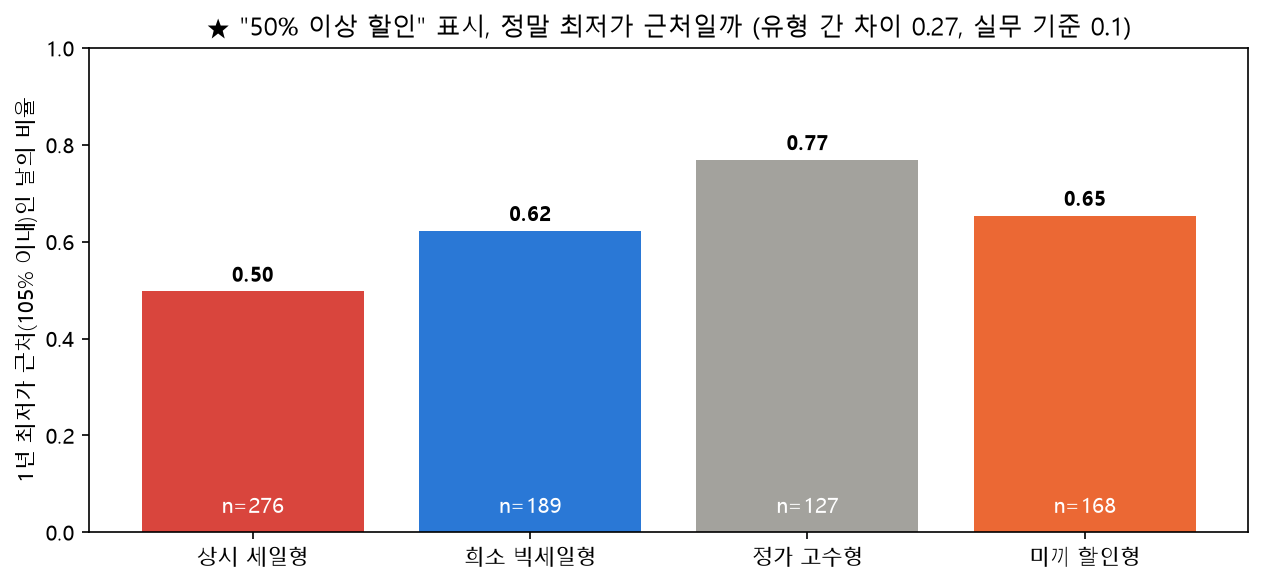 ★ "50% 이상 할인" 표시, 정말 최저가 근처일까 (유형 간 차이 0.27, 실무 기준 0.1)
1년 최저가 근처(105% 이내)인 날의 비율
1.0
0.8
0.6
0.4
0.2
0.0
0.50
0.62
0.77
0.65
n=276
n=189
n=127
n=168
상시 세일형
희소 빅세일형
정가 고수형
미끼 할인형